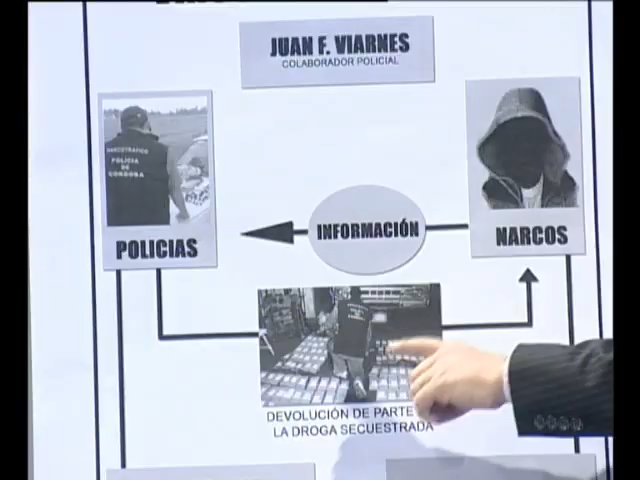 JUAN F. VIARNES
COLABORADOR POLICIAL
NARCOTRAFICO
POLICIA
DE
CORDOBA
POLICIAS
INFORMACIÓN
NARCOS
DEVOLUCIÓN DE PARTE
LA DROGA SECUESTRADA